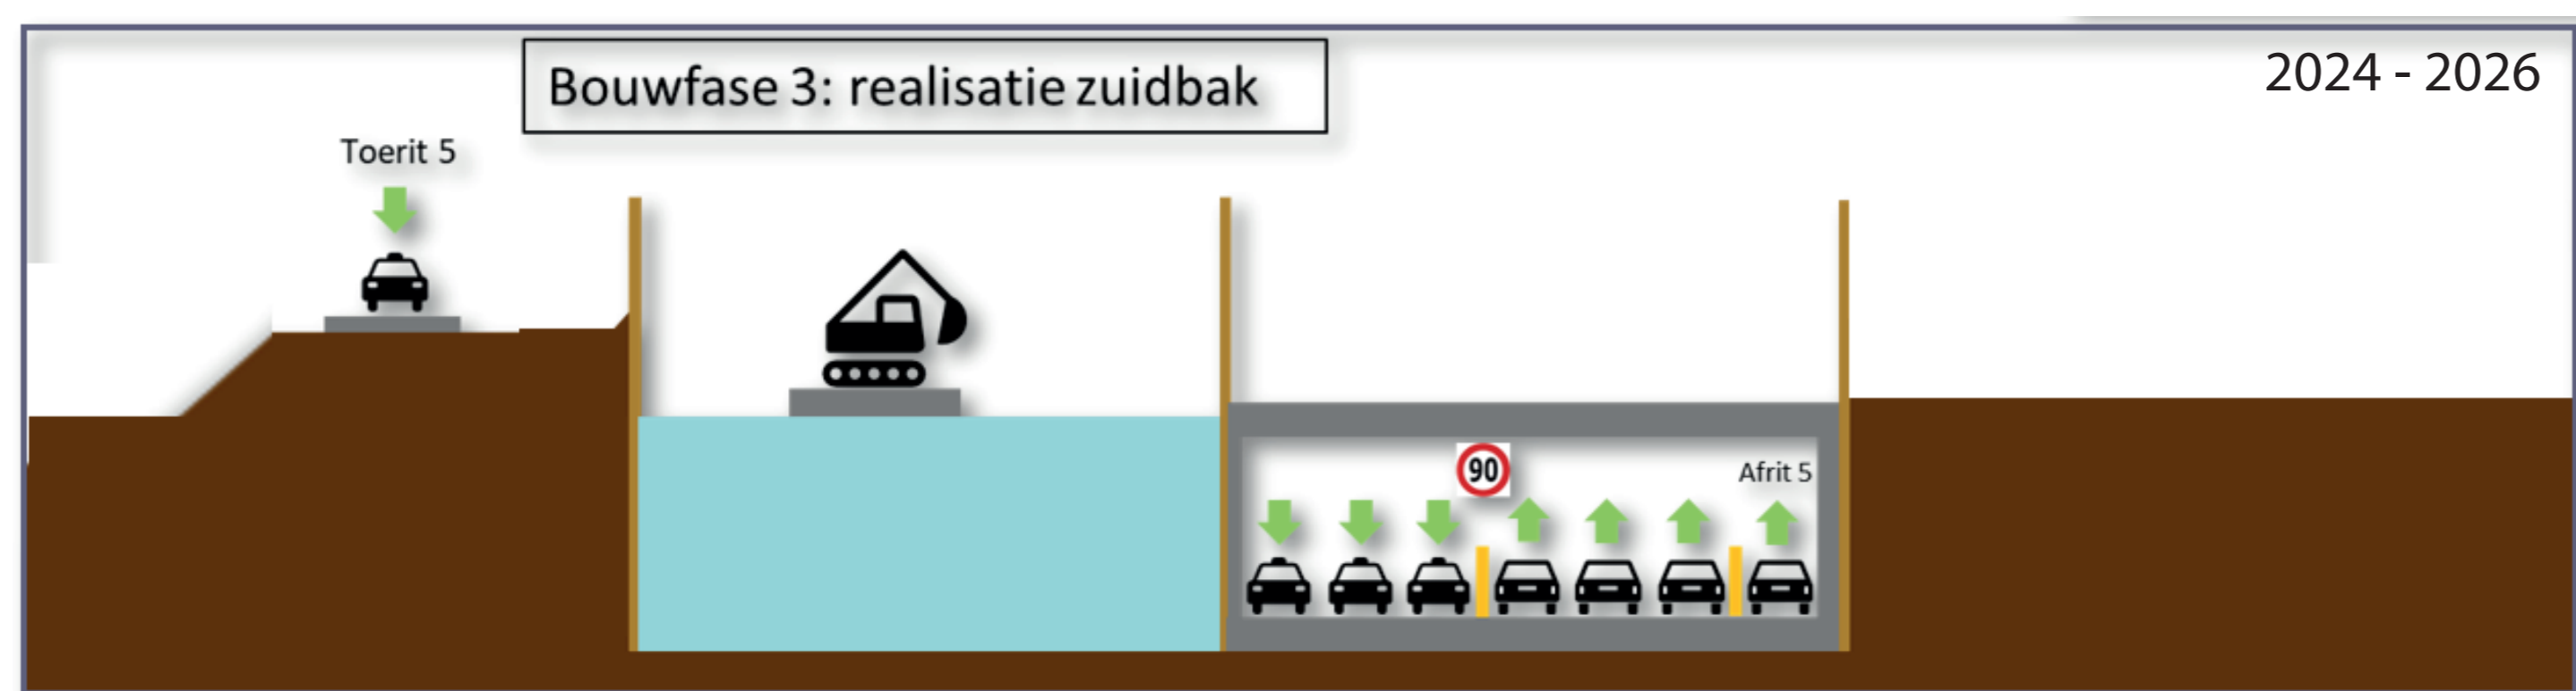 Bouwfase 3: realisatie zuidbak
2024 - 2026
Toerit 5
90
Afrit 5